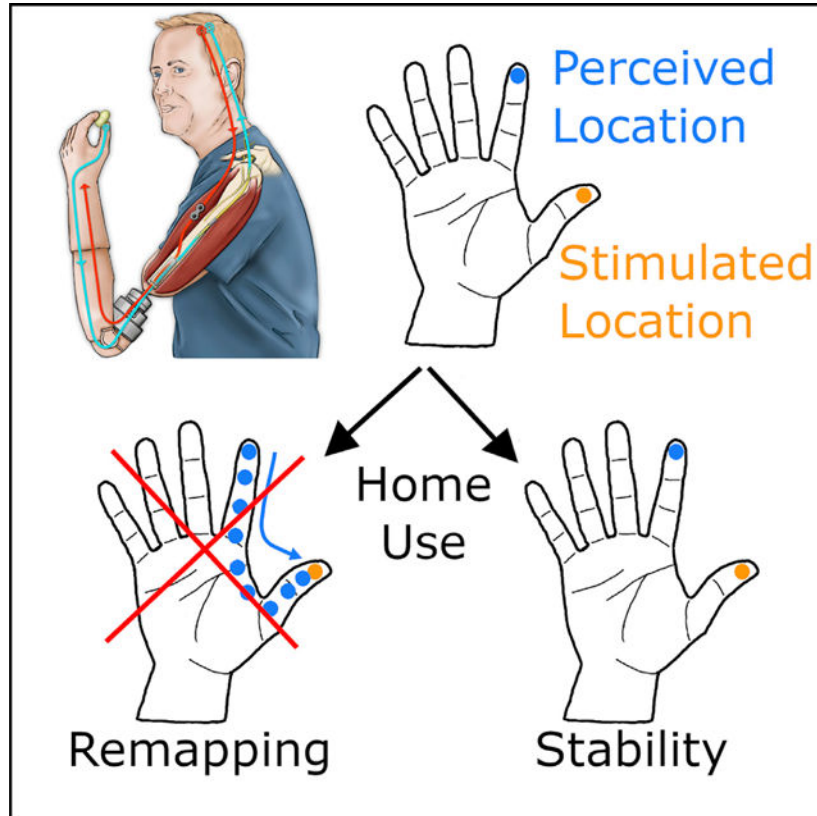 Perceived
Location
Stimulated
Location
Home
Use
Remapping
Stability